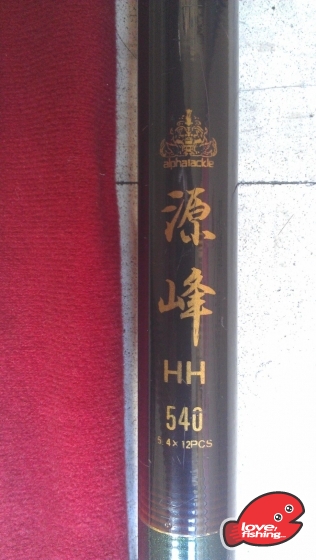 alphatackle
源
峰
HH
540
5.4×12PCS
love
fishing